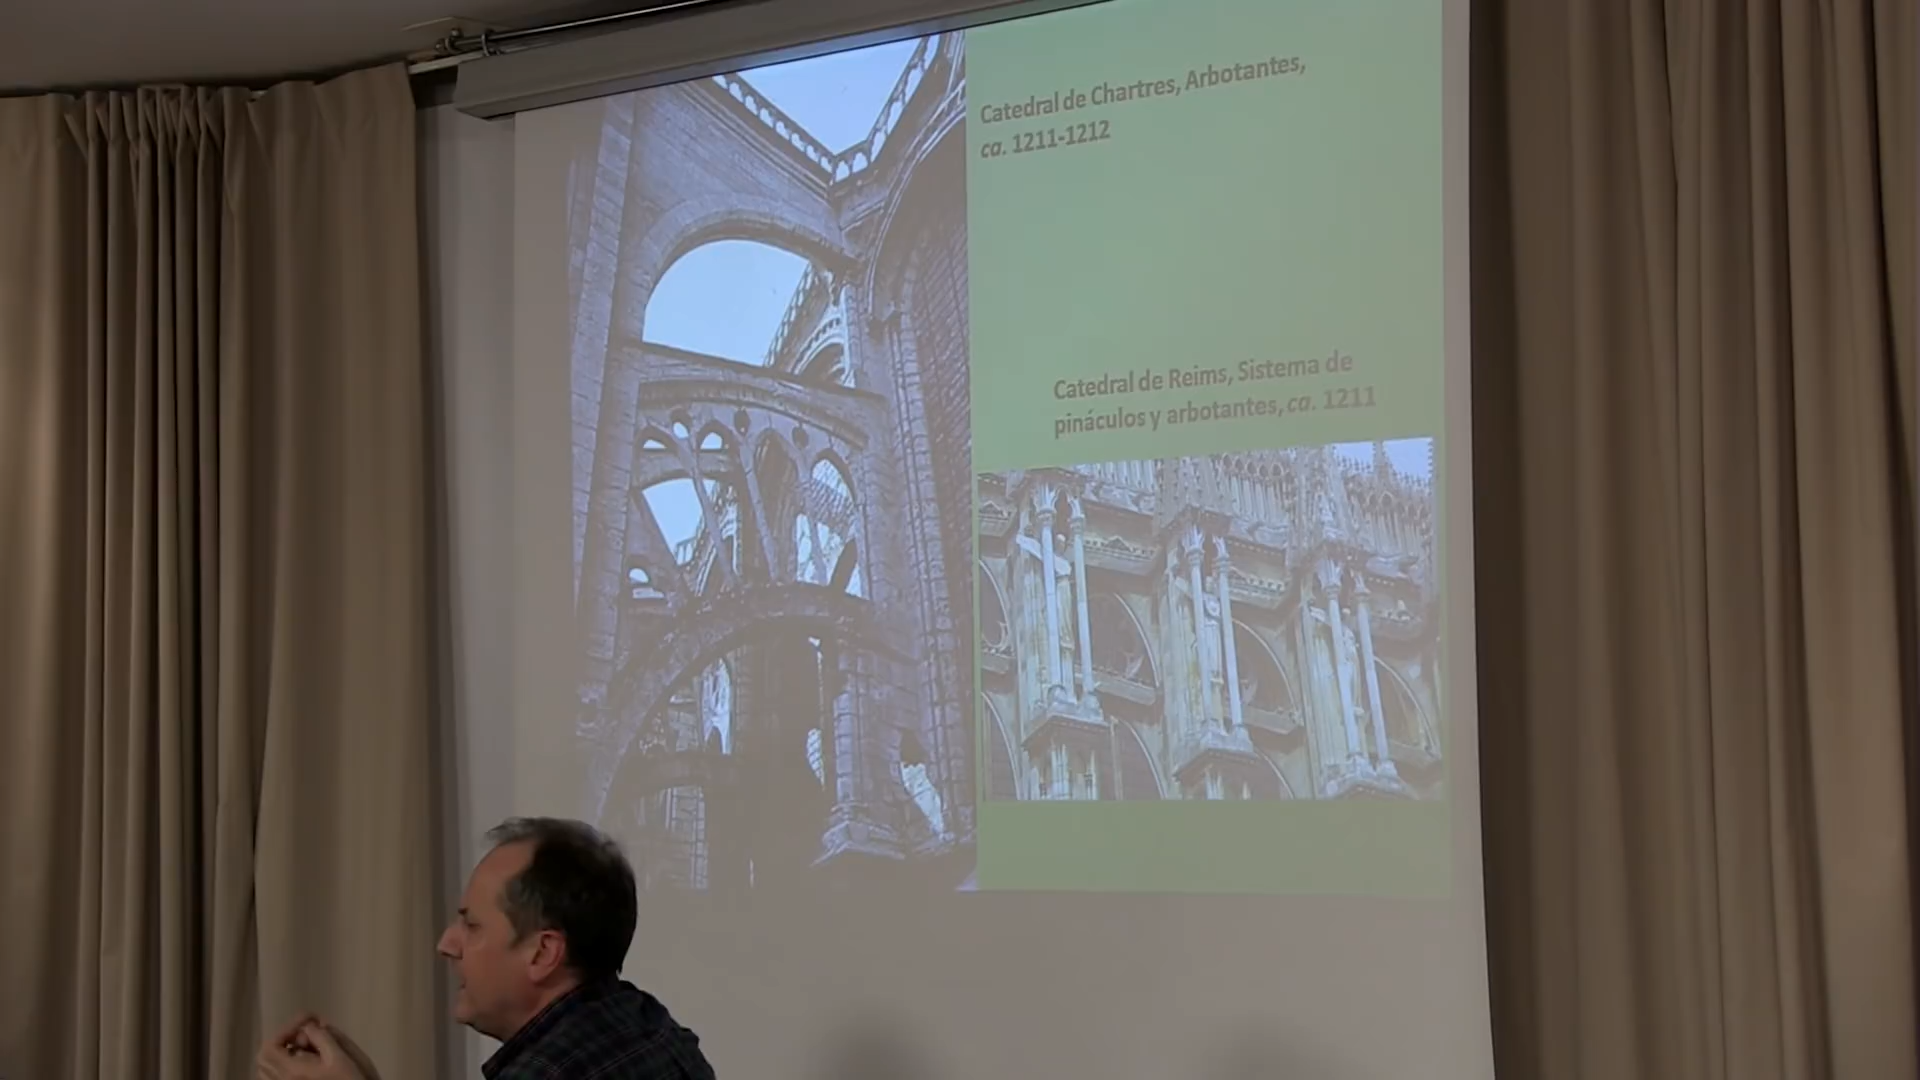 Catedral de Chartres, Arbotantes,
ca. 1211-1212
Catedral de Reims, Sistema de
pináculos y arbotantes, ca. 1211